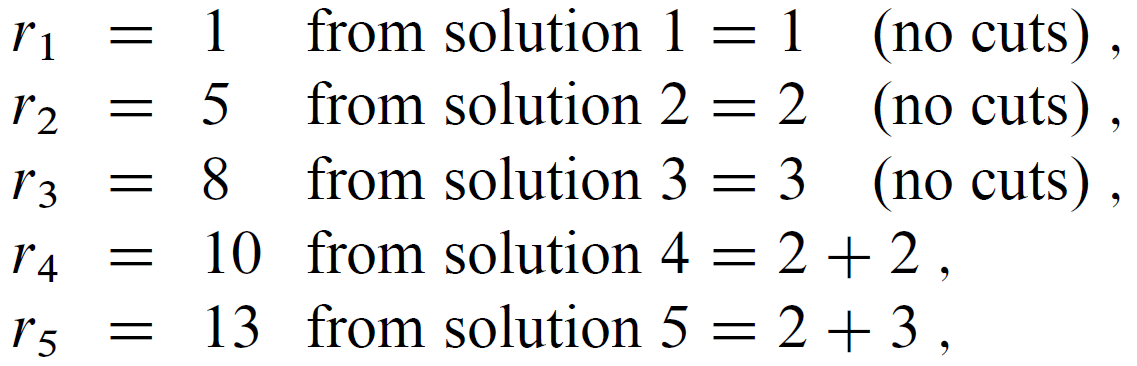 r₁ = 1 from solution 1 = 1 (no cuts) ,
r₂ = 5 from solution 2 = 2 (no cuts) ,
r₃ = 8 from solution 3 = 3 (no cuts) ,
r₄ = 10 from solution 4 = 2 + 2 ,
r₅ = 13 from solution 5 = 2 + 3 ,